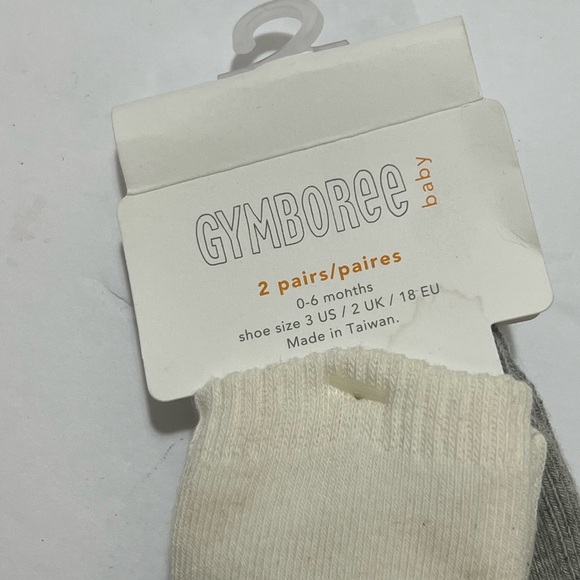 GYMBOREE baby
2 pairs/paires
0-6 months
shoe size 3 US / 2 UK / 18 EU
Made in Taiwan.